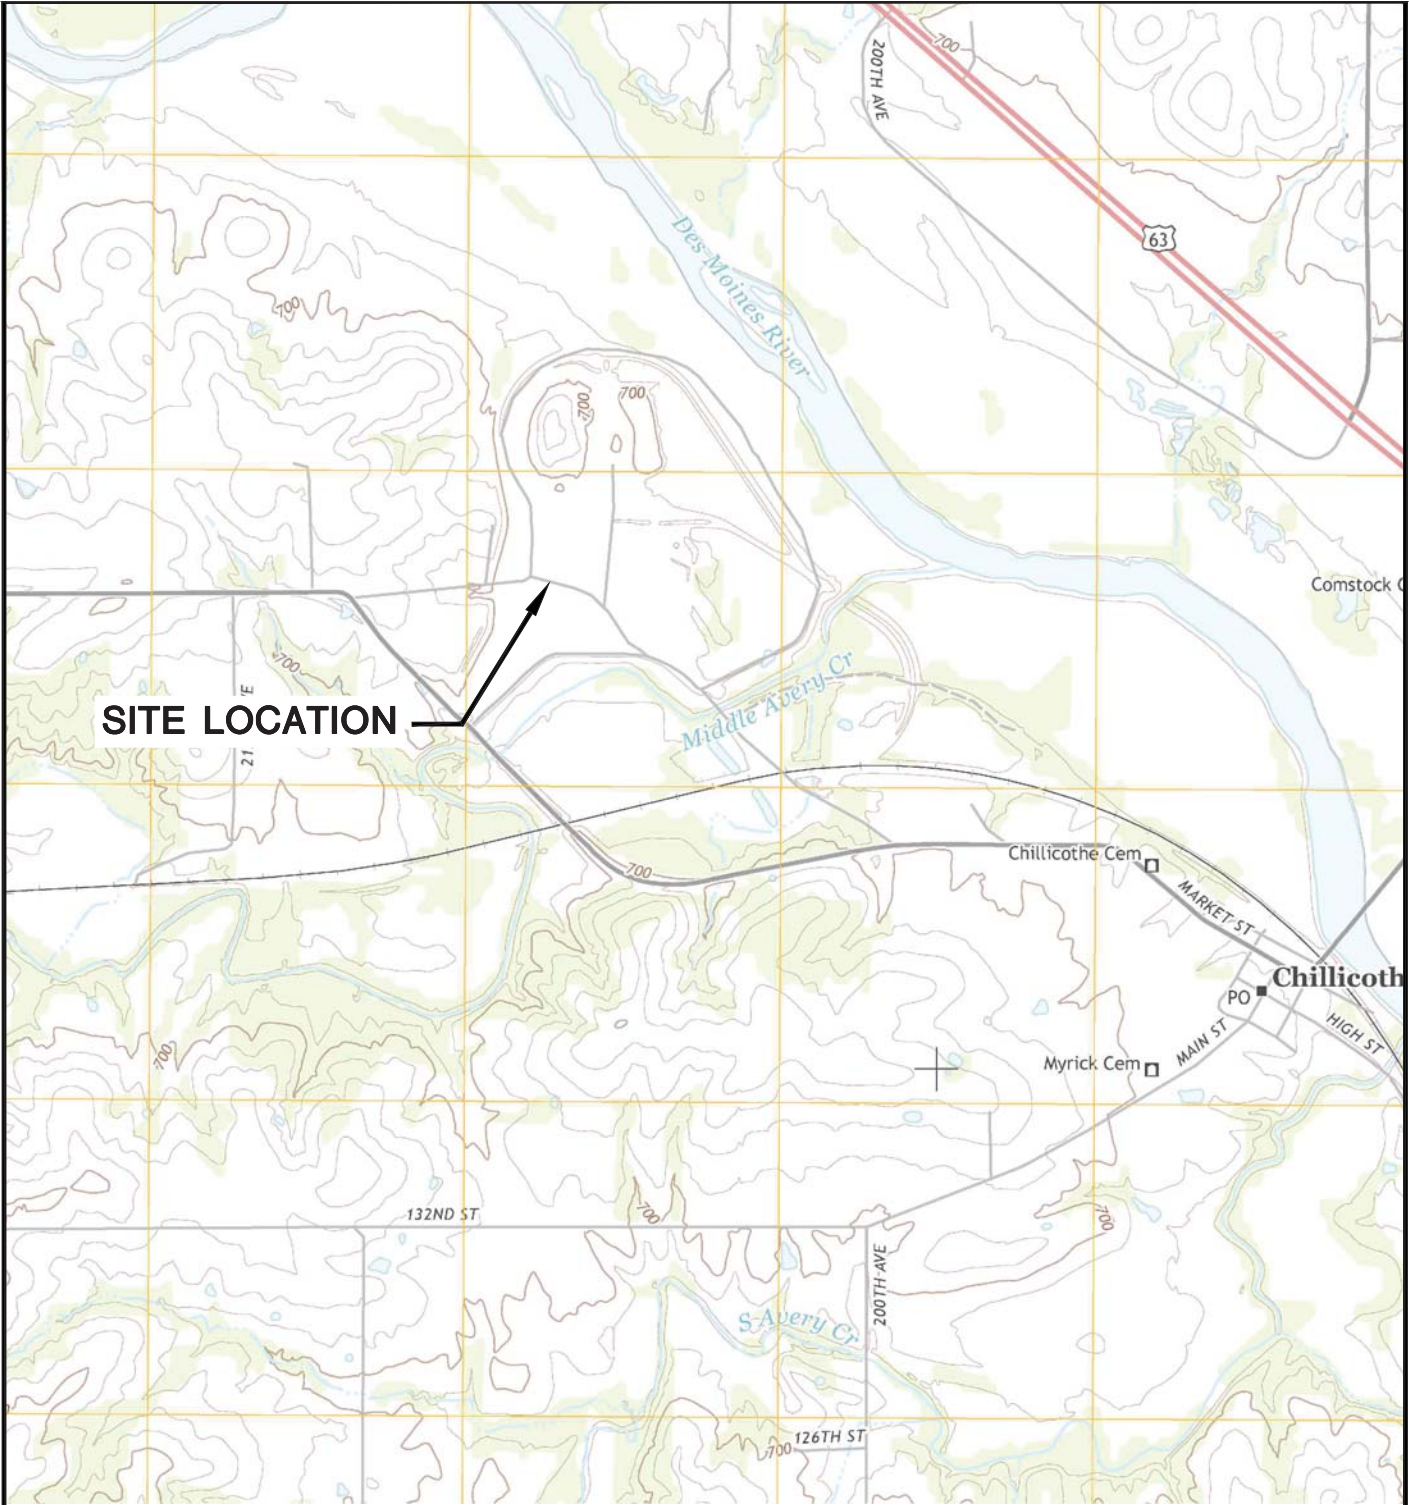 700
200TH AVE
63
Des Moines River
700
700
700
Comstock C
700
SITE LOCATION
Middle Avery Cr
700
Chillicothe Cem
MARKET ST
Chillicoth
PO
HIGH ST
MAIN ST
Myrick Cem
700
132ND ST
700
700
200TH AVE
S Avery Cr
126TH ST
700